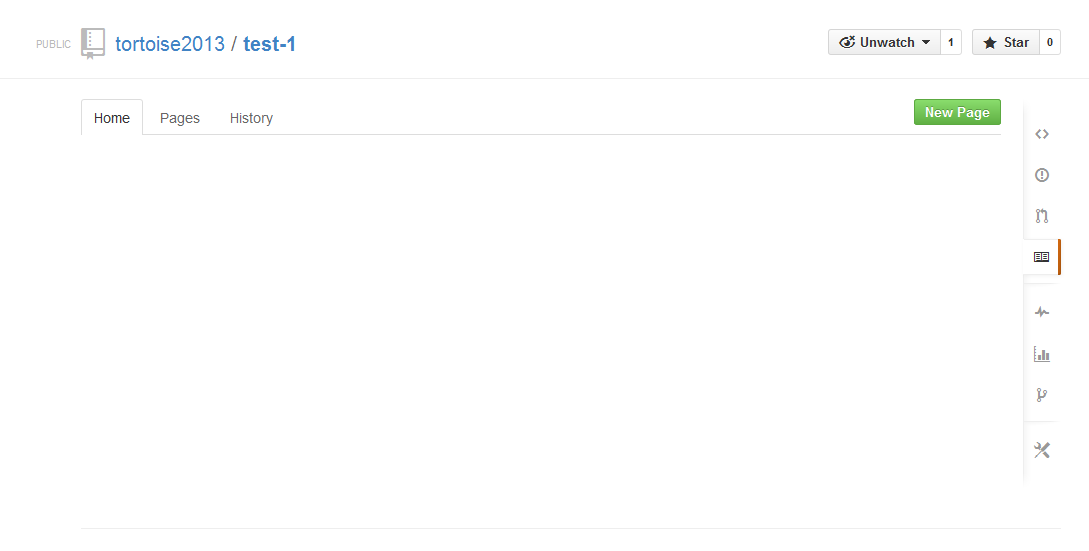 PUBLIC tortoise2013 / test-1 Unwatch 1 Star 0
Home Pages History New Page